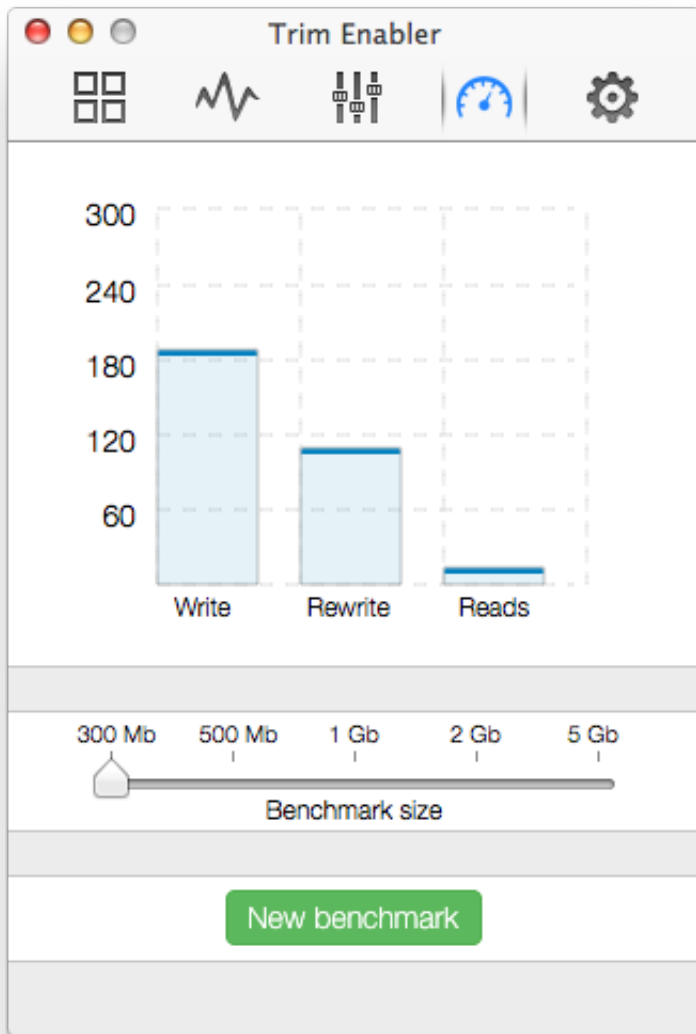 Trim Enabler
300
240
180
120
60
Write Rewrite Reads
300 Mb 500 Mb 1 Gb 2 Gb 5 Gb
Benchmark size
New benchmark